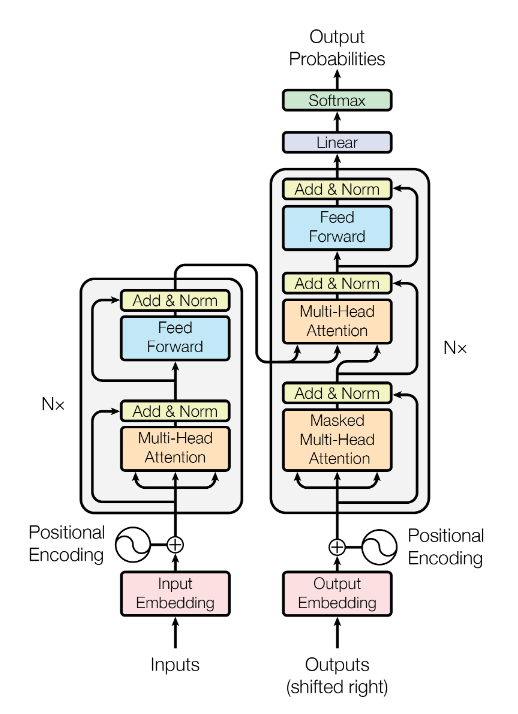 Output
Probabilities
Softmax
Linear
Add & Norm
Feed
Forward
Add & Norm
Multi-Head
Attention
Add & Norm
Masked
Multi-Head
Attention
N×
Add & Norm
Feed
Forward
Add & Norm
Multi-Head
Attention
N×
Positional
Encoding
Positional
Encoding
Input
Embedding
Output
Embedding
Inputs
Outputs
(shifted right)